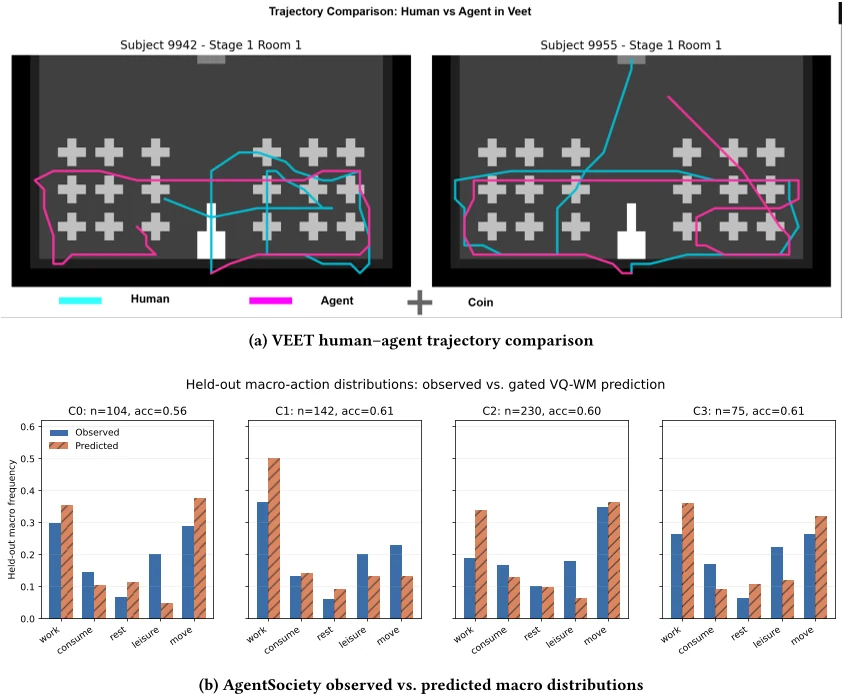 Trajectory Comparison: Human vs Agent in Veet
Subject 9942 - Stage 1 Room 1
Subject 9955 - Stage 1 Room 1
Human
Agent
Coin
(a) VEET human–agent trajectory comparison
Held-out macro-action distributions: observed vs. gated VQ-WM prediction
C0: n=104, acc=0.56
C1: n=142, acc=0.61
C2: n=230, acc=0.60
C3: n=75, acc=0.61
Held-out macro frequency
0.6
0.5
0.4
0.3
0.2
0.1
0.0
Observed
Predicted
work
consume
rest
leisure
move
work
consume
rest
leisure
move
work
consume
rest
leisure
move
work
consume
rest
leisure
move
(b) AgentSociety observed vs. predicted macro distributions